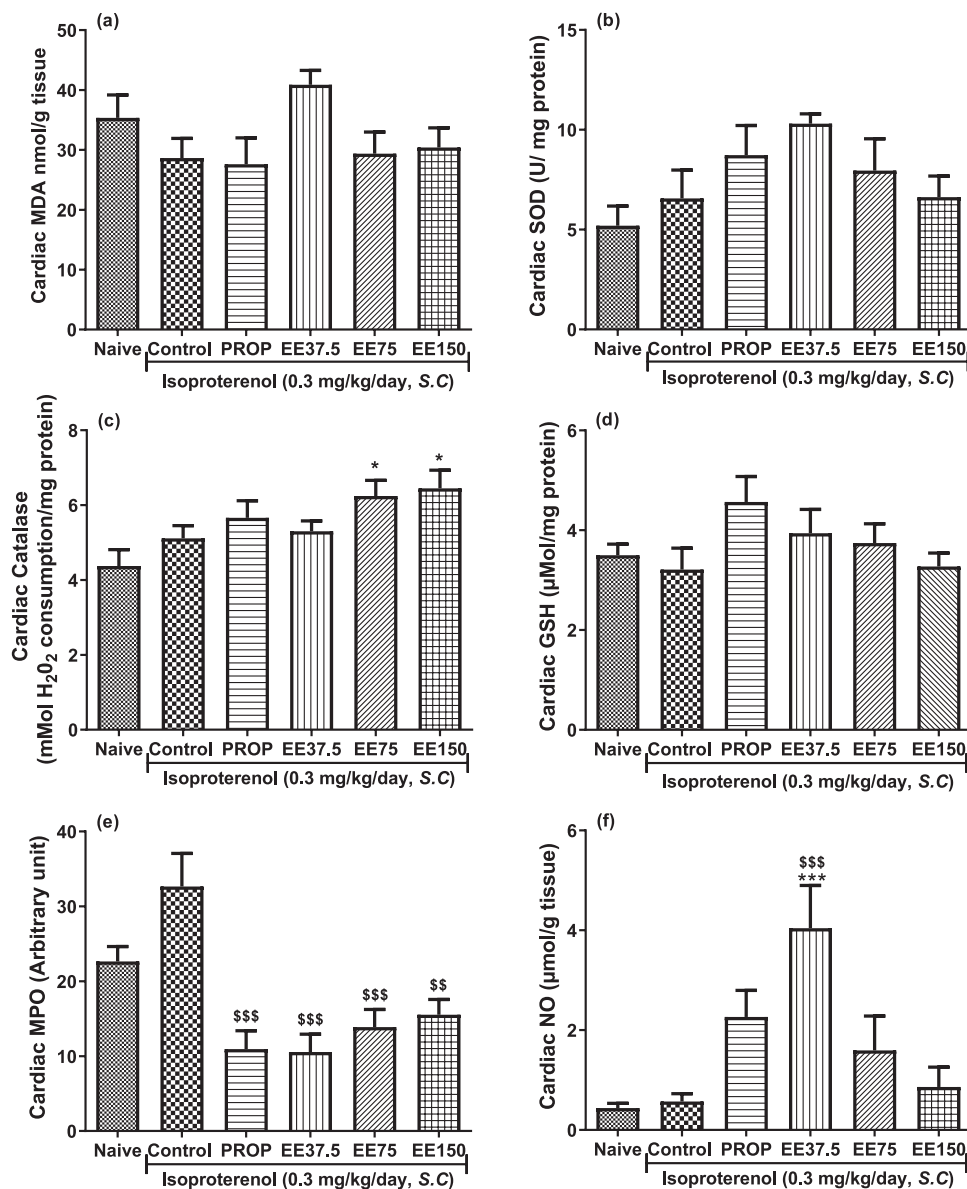 (a)
Cardiac MDA nmol/g tissue
50
40
30
20
10
0
Naive Control PROP EE37.5 EE75 EE150
Isoproterenol (0.3 mg/kg/day, S.C)
(b)
Cardiac SOD (U/ mg protein)
15
10
5
0
Naive Control PROP EE37.5 EE75 EE150
Isoproterenol (0.3 mg/kg/day, S.C)
(c)
Cardiac Catalase
(mMol H₂0₂ consumption/mg protein)
8
6
4
2
0
* *
Naive Control PROP EE37.5 EE75 EE150
Isoproterenol (0.3 mg/kg/day, S.C)
(d)
Cardiac GSH (µMol/mg protein)
6
4
2
0
Naive Control PROP EE37.5 EE75 EE150
Isoproterenol (0.3 mg/kg/day, S.C)
(e)
Cardiac MPO (Arbitrary unit)
40
30
20
10
0
$$$ $$$ $$$ $$
Naive Control PROP EE37.5 EE75 EE150
Isoproterenol (0.3 mg/kg/day, S.C)
(f)
Cardiac NO (µmol/g tissue)
6
4
2
0
$$$
***
Naive Control PROP EE37.5 EE75 EE150
Isoproterenol (0.3 mg/kg/day, S.C)